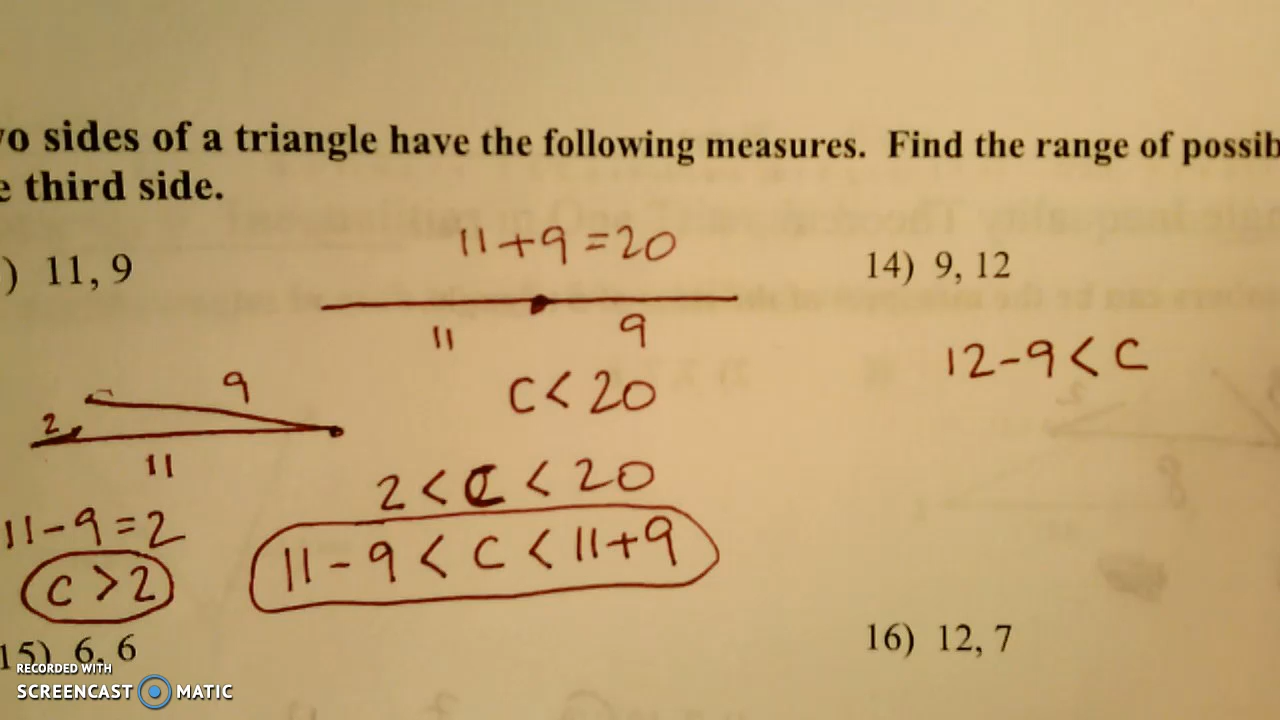 wo sides of a triangle have the following measures. Find the range of possib
e third side.
) 11, 9
11+9=20
11
9
c<20
9
2
11
2<c<20
11-9=2
c>2
11-9<c<11+9
14) 9, 12
12-9<c
15) 6, 6
16) 12, 7
RECORDED WITH
SCREENCAST MATIC